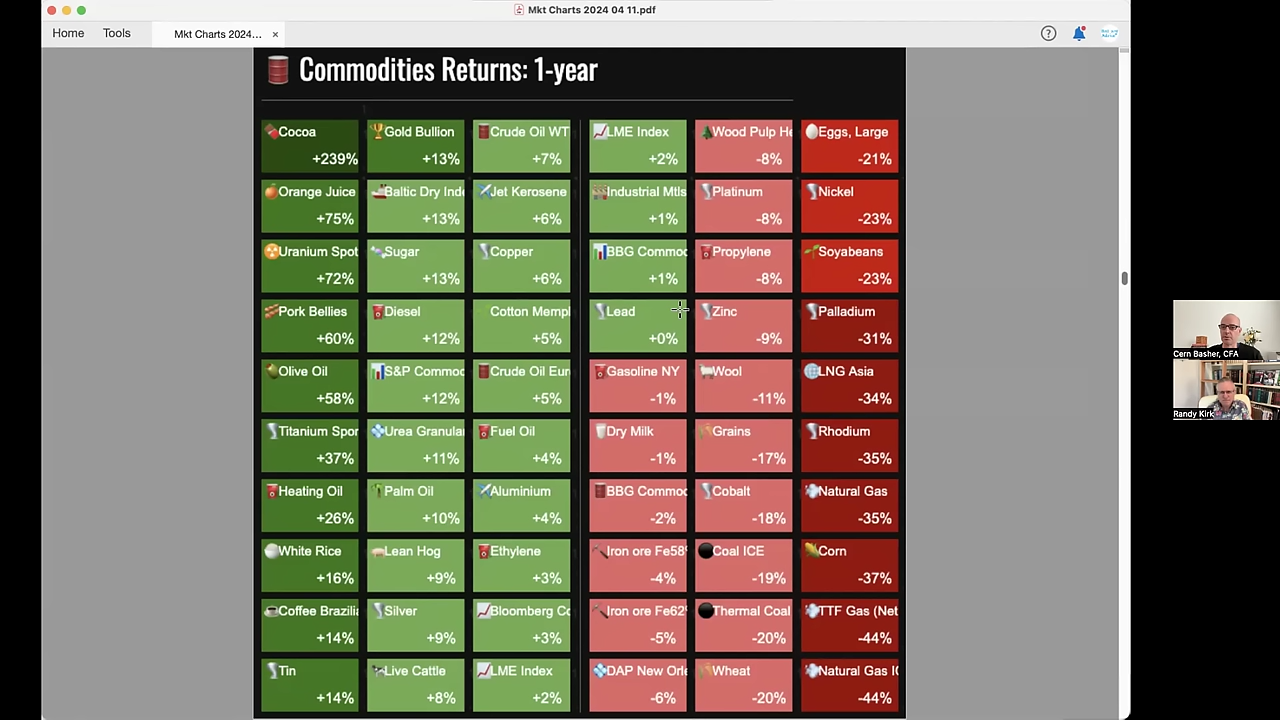 Mkt Charts 2024 04 11.pdf
Home Tools Mkt Charts 2024... ×
Commodities Returns: 1-year
Cocoa Gold Bullion Crude Oil WT LME Index Wood Pulp He Eggs, Large
+239% +13% +7% +2% -8% -21%
Orange Juice Baltic Dry Inde Jet Kerosene Industrial Mtls Platinum Nickel
+75% +13% +6% +1% -8% -23%
Uranium Spot Sugar Copper BBG Commod Propylene Soyabeans
+72% +13% +6% +1% -8% -23%
Pork Bellies Diesel Cotton Memp Lead Zinc Palladium
+60% +12% +5% +0% -9% -31%
Olive Oil S&P Commod Crude Oil Eur Gasoline NY Wool LNG Asia
+58% +12% +5% -1% -11% -34%
Titanium Spon Urea Granular Fuel Oil Dry Milk Grains Rhodium
+37% +11% +4% -1% -17% -35%
Heating Oil Palm Oil Aluminium BBG Commod Cobalt Natural Gas
+26% +10% +4% -2% -18% -35%
White Rice Lean Hog Ethylene Iron ore Fe58% Coal ICE Corn
+16% +9% +3% -4% -19% -37%
Coffee Brazilia Silver Bloomberg Co Iron ore Fe62% Thermal Coal TTF Gas (Net
+14% +9% +3% -5% -20% -44%
Tin Live Cattle LME Index DAP New Orle Wheat Natural Gas IC
+14% +8% +2% -6% -20% -44%
Cern Basher, CFA
Randy Kirk